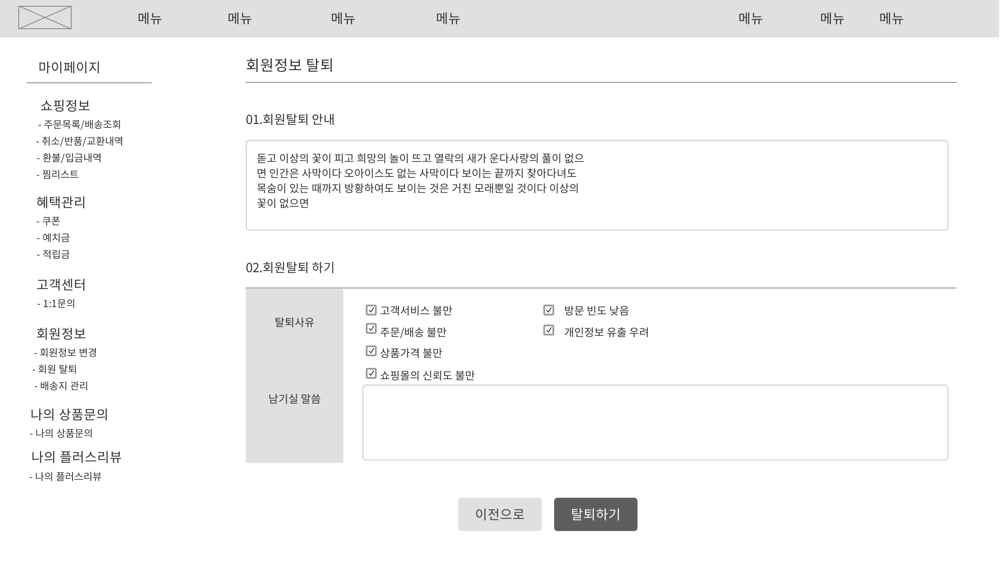 메뉴 메뉴 메뉴 메뉴 메뉴 메뉴 메뉴
마이페이지
쇼핑정보
- 주문목록/배송조회
- 취소/반품/교환내역
- 환불/입금내역
- 찜리스트
혜택관리
- 쿠폰
- 예치금
- 적립금
고객센터
- 1:1문의
회원정보
- 회원정보 변경
- 회원 탈퇴
- 배송지 관리
나의 상품문의
- 나의 상품문의
나의 플러스리뷰
- 나의 플러스리뷰
회원정보 탈퇴
01.회원탈퇴 안내
돋고 이상의 꽃이 피고 희망의 놀이 뜨고 열락의 새가 운다사랑의 풀이 없으
면 인간은 사막이다 오아이스도 없는 사막이다 보이는 끝까지 찾아다녀도
목숨이 있는 때까지 방황하여도 보이는 것은 거친 모래뿐일 것이다 이상의
꽃이 없으면
02.회원탈퇴 하기
탈퇴사유
고객서비스 불만 방문 빈도 낮음
주문/배송 불만 개인정보 유출 우려
상품가격 불만
쇼핑몰의 신뢰도 불만
남기실 말씀
이전으로 탈퇴하기